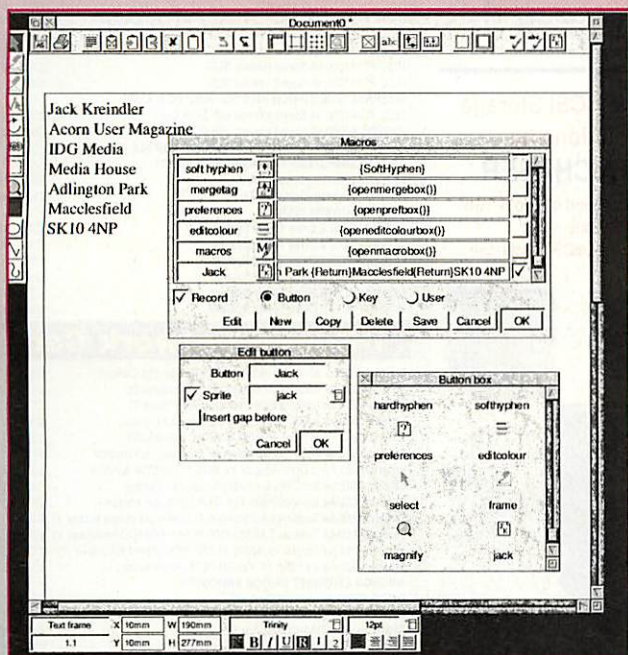 Document0 *
Jack Kreindler
Acorn User Magazine
IDG Media
Media House
Adlington Park
Macclesfield
SK10 4NP
Macros
soft hyphen {SoftHyphen}
mergetag {openmergebox()}
preferences {openprefbox()}
editcolour {openeditcolourbox()}
macros {openmacrobox()}
Jack Park {Return}Macclesfield{Return}SK10 4NP
Record Button Key User
Edit New Copy Delete Save Cancel OK
Edit button
Button Jack
Sprite jack
Insert gap before
Cancel OK
Button box
hardhyphen softhyphen
preferences editcolour
select frame
magnify jack
Text frame X 10mm W 190mm Trinity 12pt
1.1 Y 10mm H 277mm B I U R 1 2